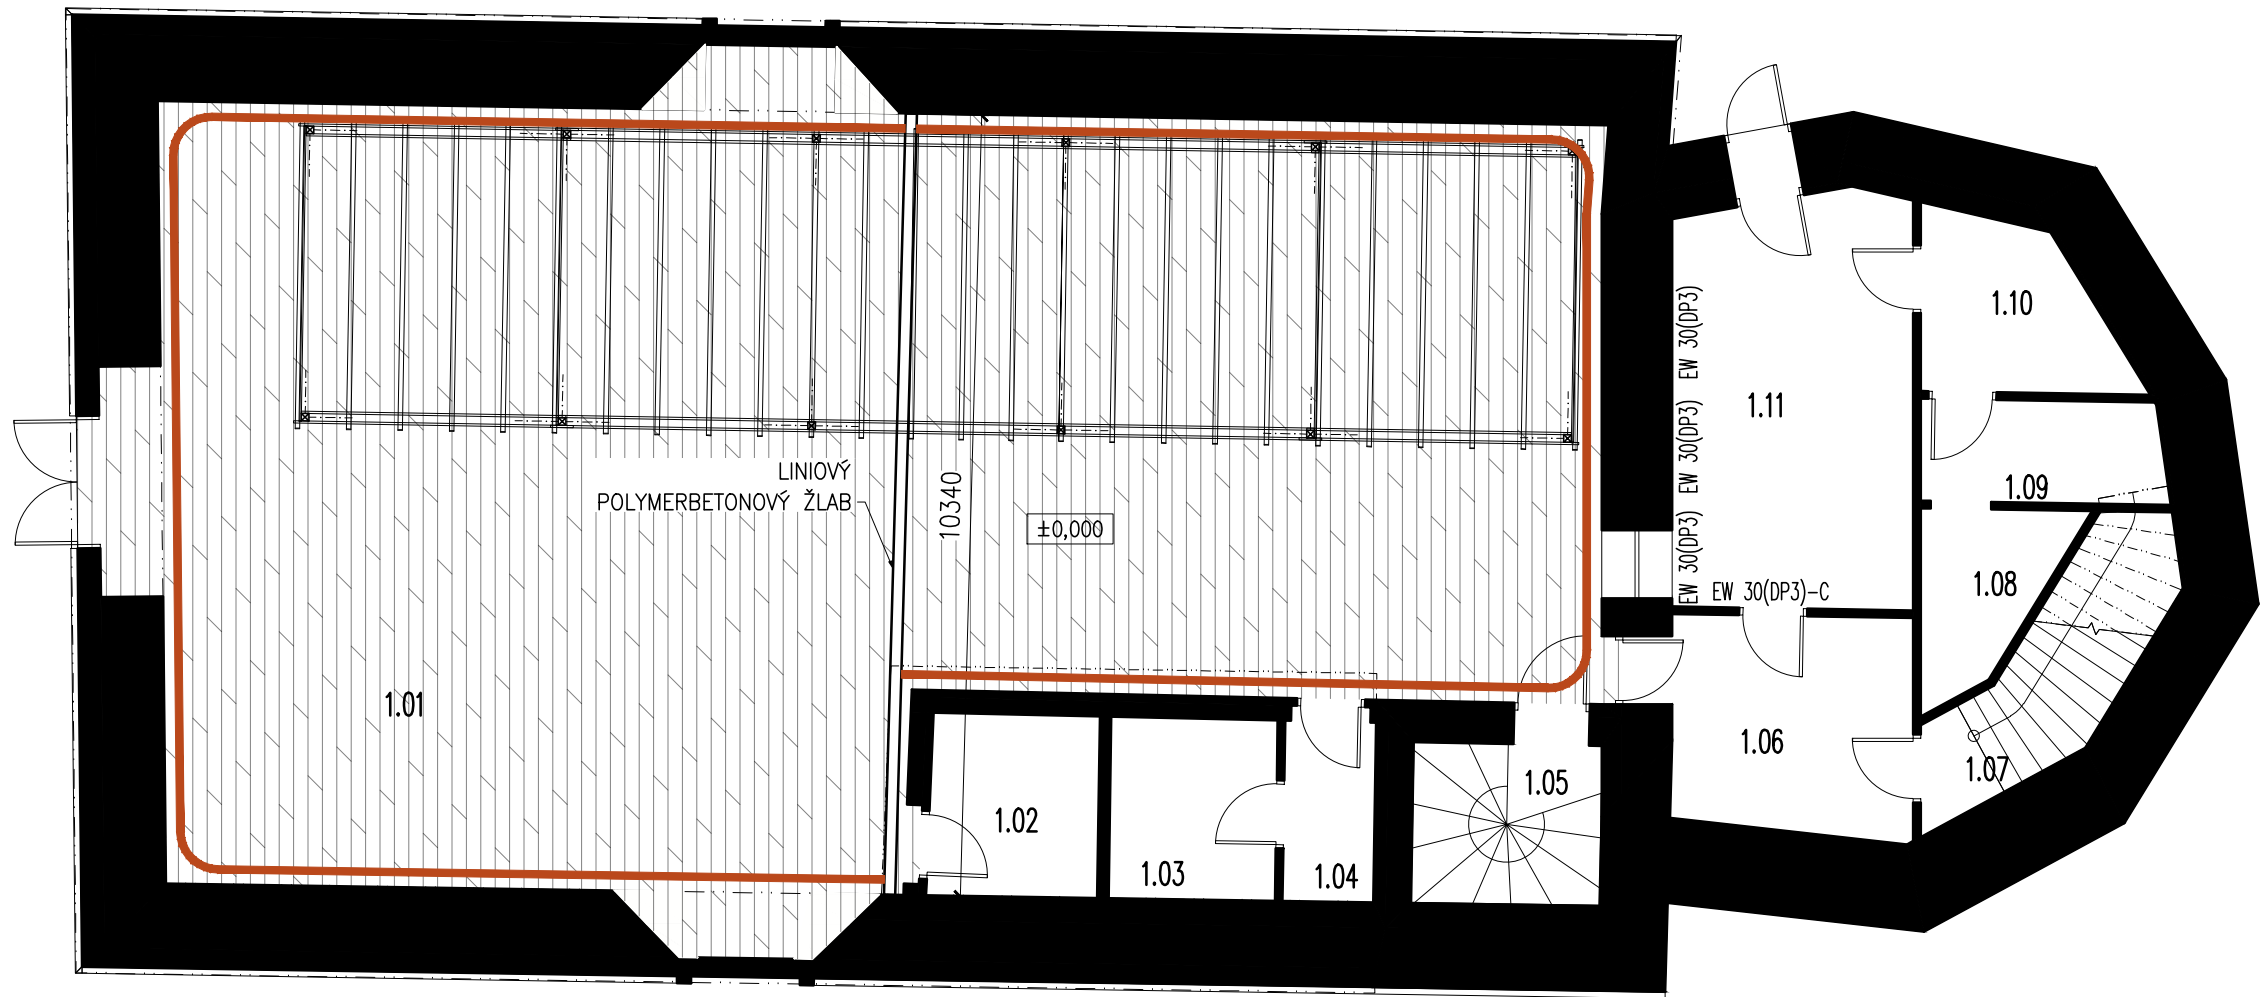 LINIOVÝ
POLYMERBETONOVÝ ŽLAB
10340
±0,000
1.01
1.02
1.03
1.04
1.05
1.06
1.07
1.08
1.09
1.10
1.11
EW 30(DP3)
EW 30(DP3)
EW 30(DP3)
EW 30(DP3)-C